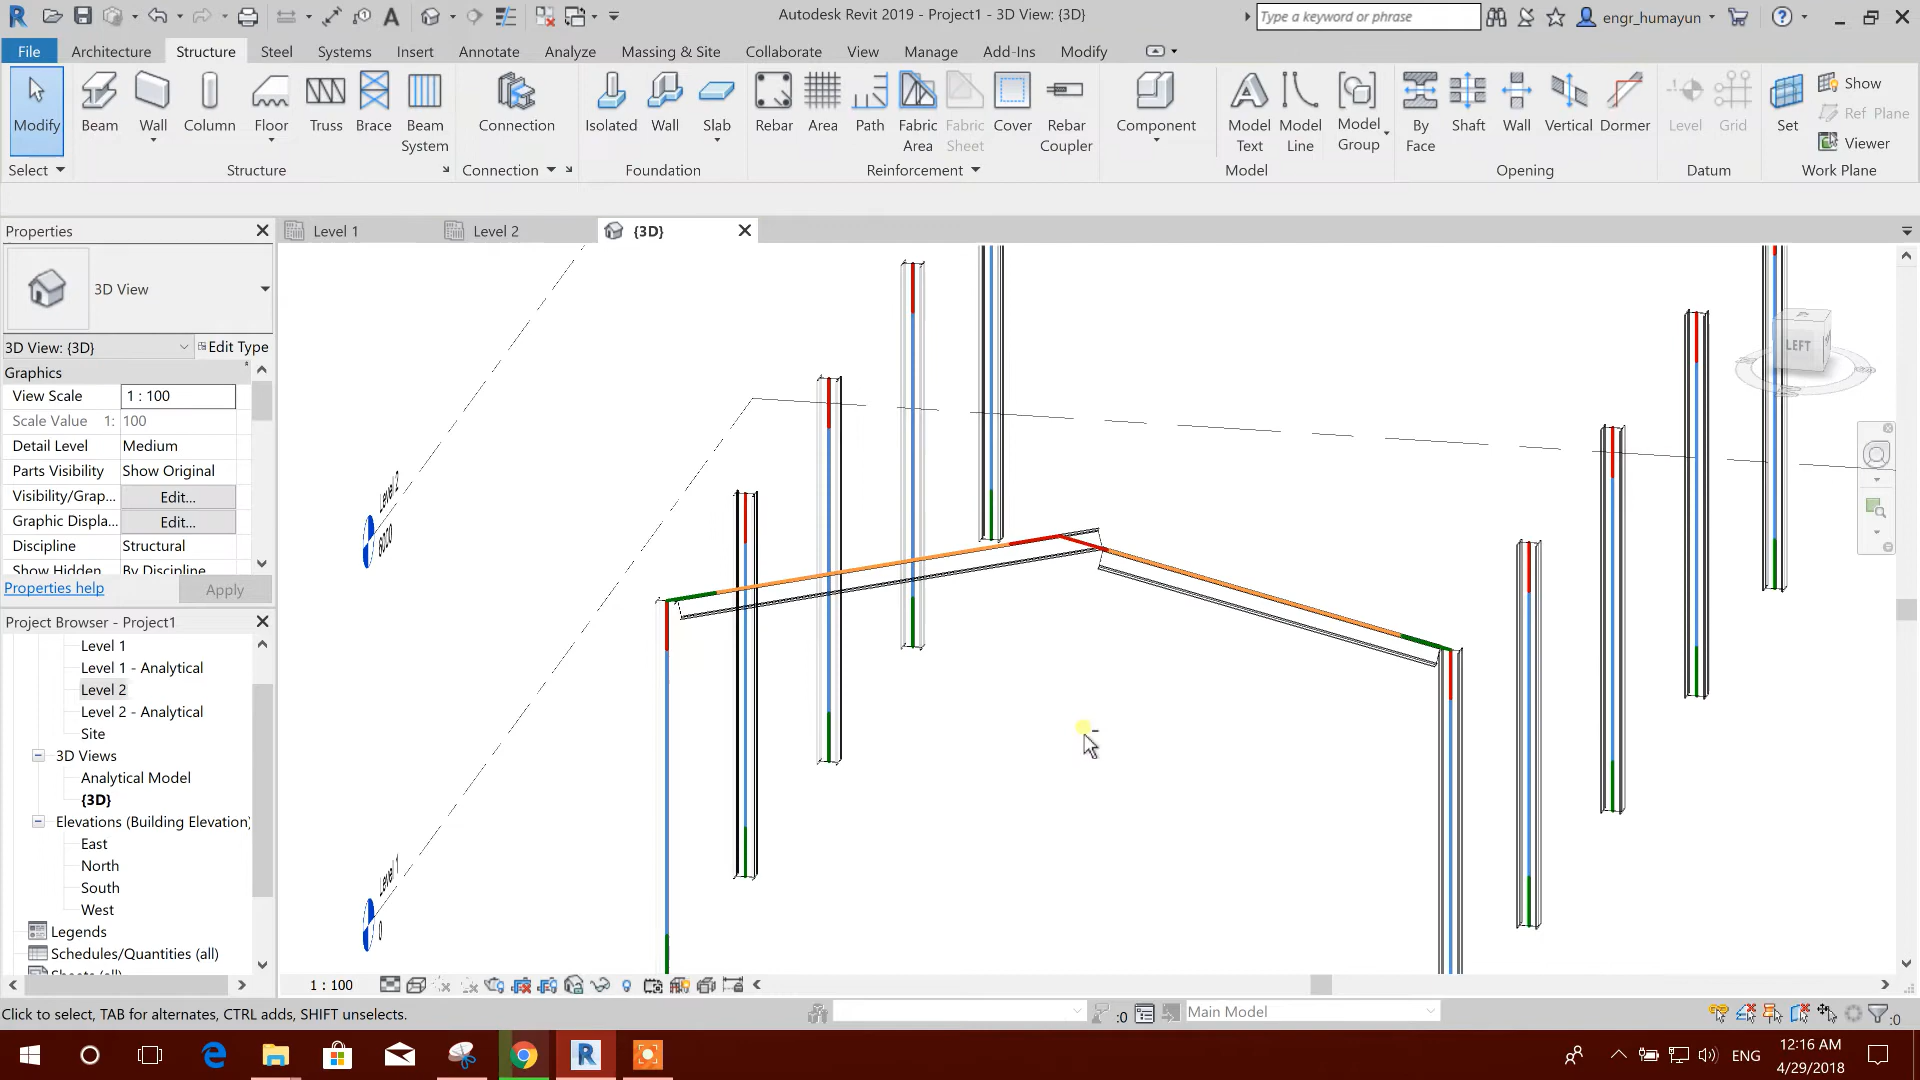 Autodesk Revit 2019 - Project1 - 3D View: {3D}
Type a keyword or phrase
engr_humayun
File Architecture Structure Steel Systems Insert Annotate Analyze Massing & Site Collaborate View Manage Add-Ins Modify
Modify
Beam
Wall
Column
Floor
Truss
Brace
Beam
System
Connection
Isolated
Wall
Slab
Rebar
Area
Path
Fabric
Area
Fabric
Sheet
Cover
Rebar
Coupler
Component
Model
Text
Model
Line
Model
Group
By
Face
Shaft
Wall
Vertical
Dormer
Level
Grid
Set
Show
Ref Plane
Viewer
Select
Structure
Connection
Foundation
Reinforcement
Model
Opening
Datum
Work Plane
Properties
Level 1
Level 2
{3D}
3D View
3D View: {3D}
Edit Type
Graphics
View Scale 1 : 100
Scale Value 1: 100
Detail Level Medium
Parts Visibility Show Original
Visibility/Grap... Edit...
Graphic Displa... Edit...
Discipline Structural
Show Hidden By Discipline
Properties help
Apply
Project Browser - Project1
Level 1
Level 1 - Analytical
Level 2
Level 2 - Analytical
Site
3D Views
Analytical Model
{3D}
Elevations (Building Elevation)
East
North
South
West
Legends
Schedules/Quantities (all)
Sheets (all)
Level 2
6000
Level 1
0
LEFT
1 : 100
Click to select, TAB for alternates, CTRL adds, SHIFT unselects.
:0
Main Model
:0
ENG
12:16 AM
4/29/2018